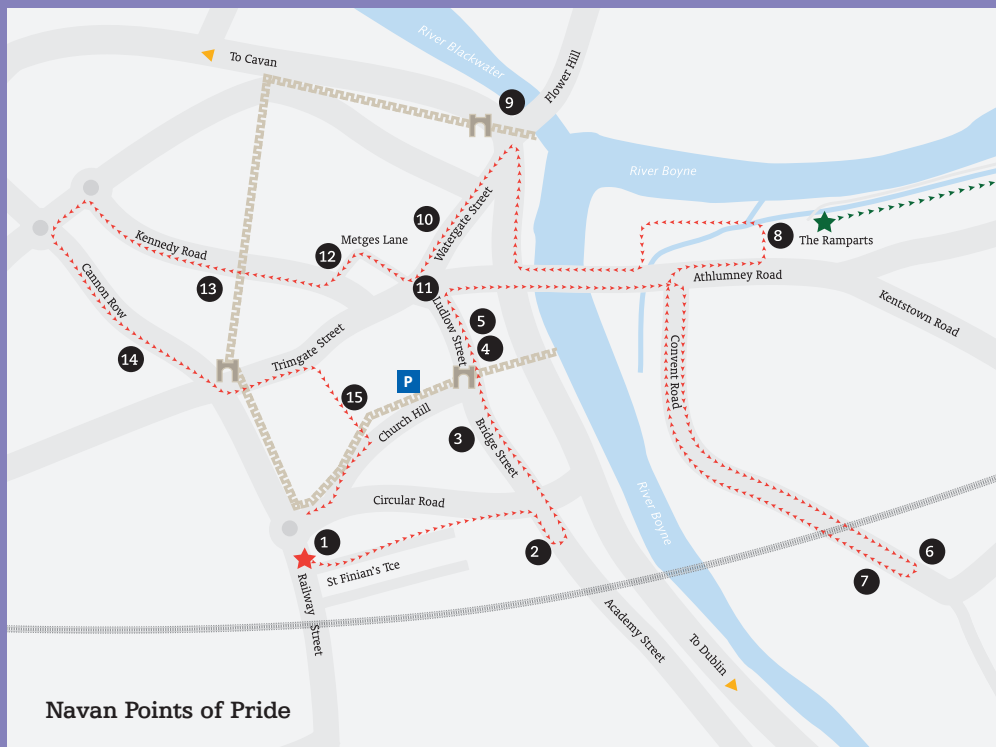 To Cavan
River Blackwater
Flower Hill
9
River Boyne
10
Watergate Street
8
The Ramparts
Metges Lane
12
Kennedy Road
13
11
Athlumney Road
Kentstown Road
Cannon Row
14
Trimgate Street
Ludlow Street
5
4
Convent Road
P
15
Church Hill
3
Bridge Street
Circular Road
River Boyne
1
2
6
7
St Finian's Tce
Railway Street
Academy Street
To Dublin
Navan Points of Pride